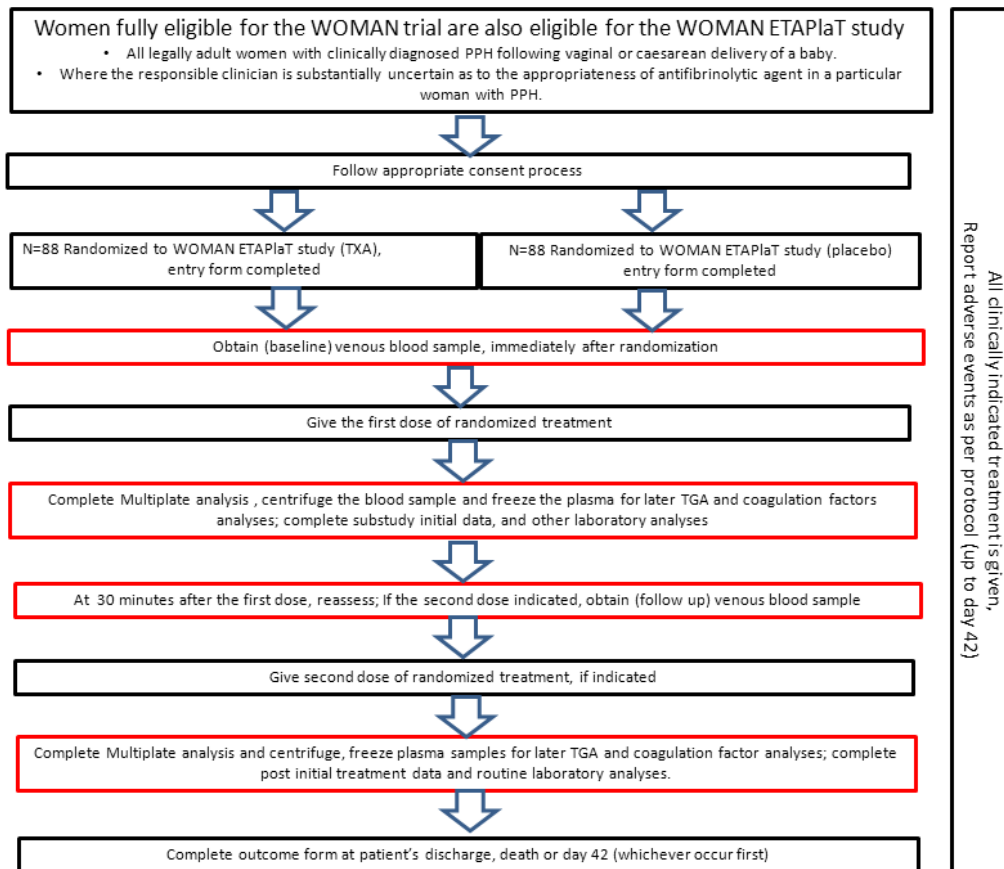 Women fully eligible for the WOMAN trial are also eligible for the WOMAN ETAPlaT study
• All legally adult women with clinically diagnosed PPH following vaginal or caesarean delivery of a baby.
• Where the responsible clinician is substantially uncertain as to the appropriateness of antifibrinolytic agent in a particular
woman with PPH.
Follow appropriate consent process
N=88 Randomized to WOMAN ETAPlaT study (TXA),
entry form completed
N=88 Randomized to WOMAN ETAPlaT study (placebo)
entry form completed
Obtain (baseline) venous blood sample, immediately after randomization
Give the first dose of randomized treatment
Complete Multiplate analysis , centrifuge the blood sample and freeze the plasma for later TGA and coagulation factors
analyses; complete substudy initial data, and other laboratory analyses
At 30 minutes after the first dose, reassess; If the second dose indicated, obtain (follow up) venous blood sample
Give second dose of randomized treatment, if indicated
Complete Multiplate analysis and centrifuge, freeze plasma samples for later TGA and coagulation factor analyses; complete
post initial treatment data and routine laboratory analyses.
Complete outcome form at patient's discharge, death or day 42 (whichever occur first)
All clinically indicated treatment is given,
Report adverse events as per protocol (up to day 42)